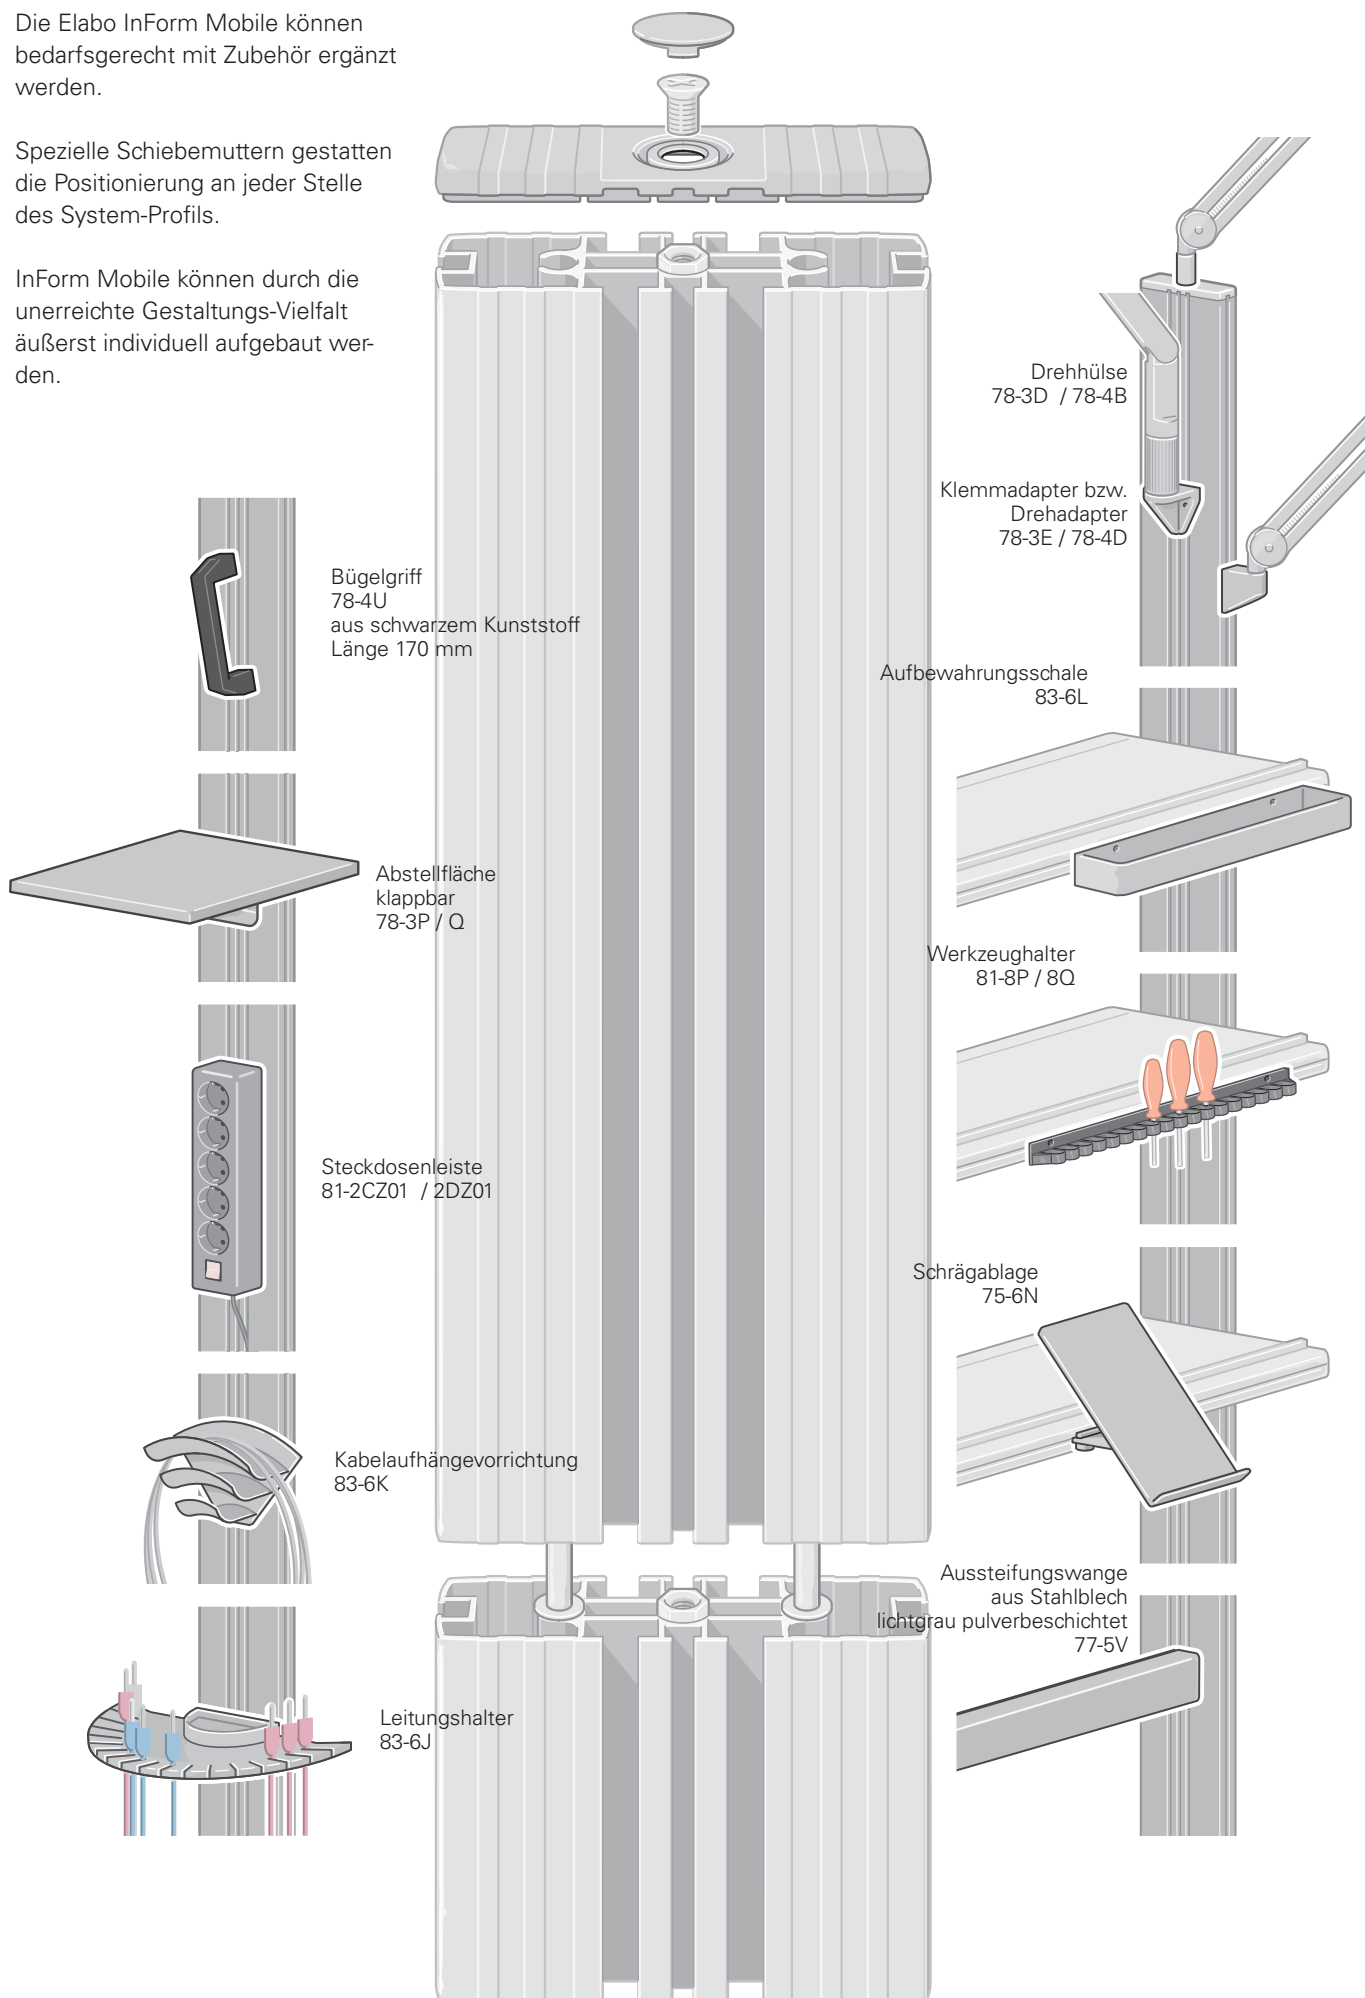 Die Elabo InForm Mobile können
bedarfsgerecht mit Zubehör ergänzt
werden.
Spezielle Schiebemuttern gestatten
die Positionierung an jeder Stelle
des System-Profils.
InForm Mobile können durch die
unerreichte Gestaltungs-Vielfalt
äußerst individuell aufgebaut wer-
den.
Bügelgriff
78-4U
aus schwarzem Kunststoff
Länge 170 mm
Abstellfläche
klappbar
78-3P / Q
Steckdosenleiste
81-2CZ01 / 2DZ01
Kabelaufhängevorrichtung
83-6K
Leitungshalter
83-6J
Drehhülse
78-3D / 78-4B
Klemmadapter bzw.
Drehadapter
78-3E / 78-4D
Aufbewahrungsschale
83-6L
Werkzeughalter
81-8P / 8Q
Schrägablage
75-6N
Aussteifungswange
aus Stahlblech
lichtgrau pulverbeschichtet
77-5V